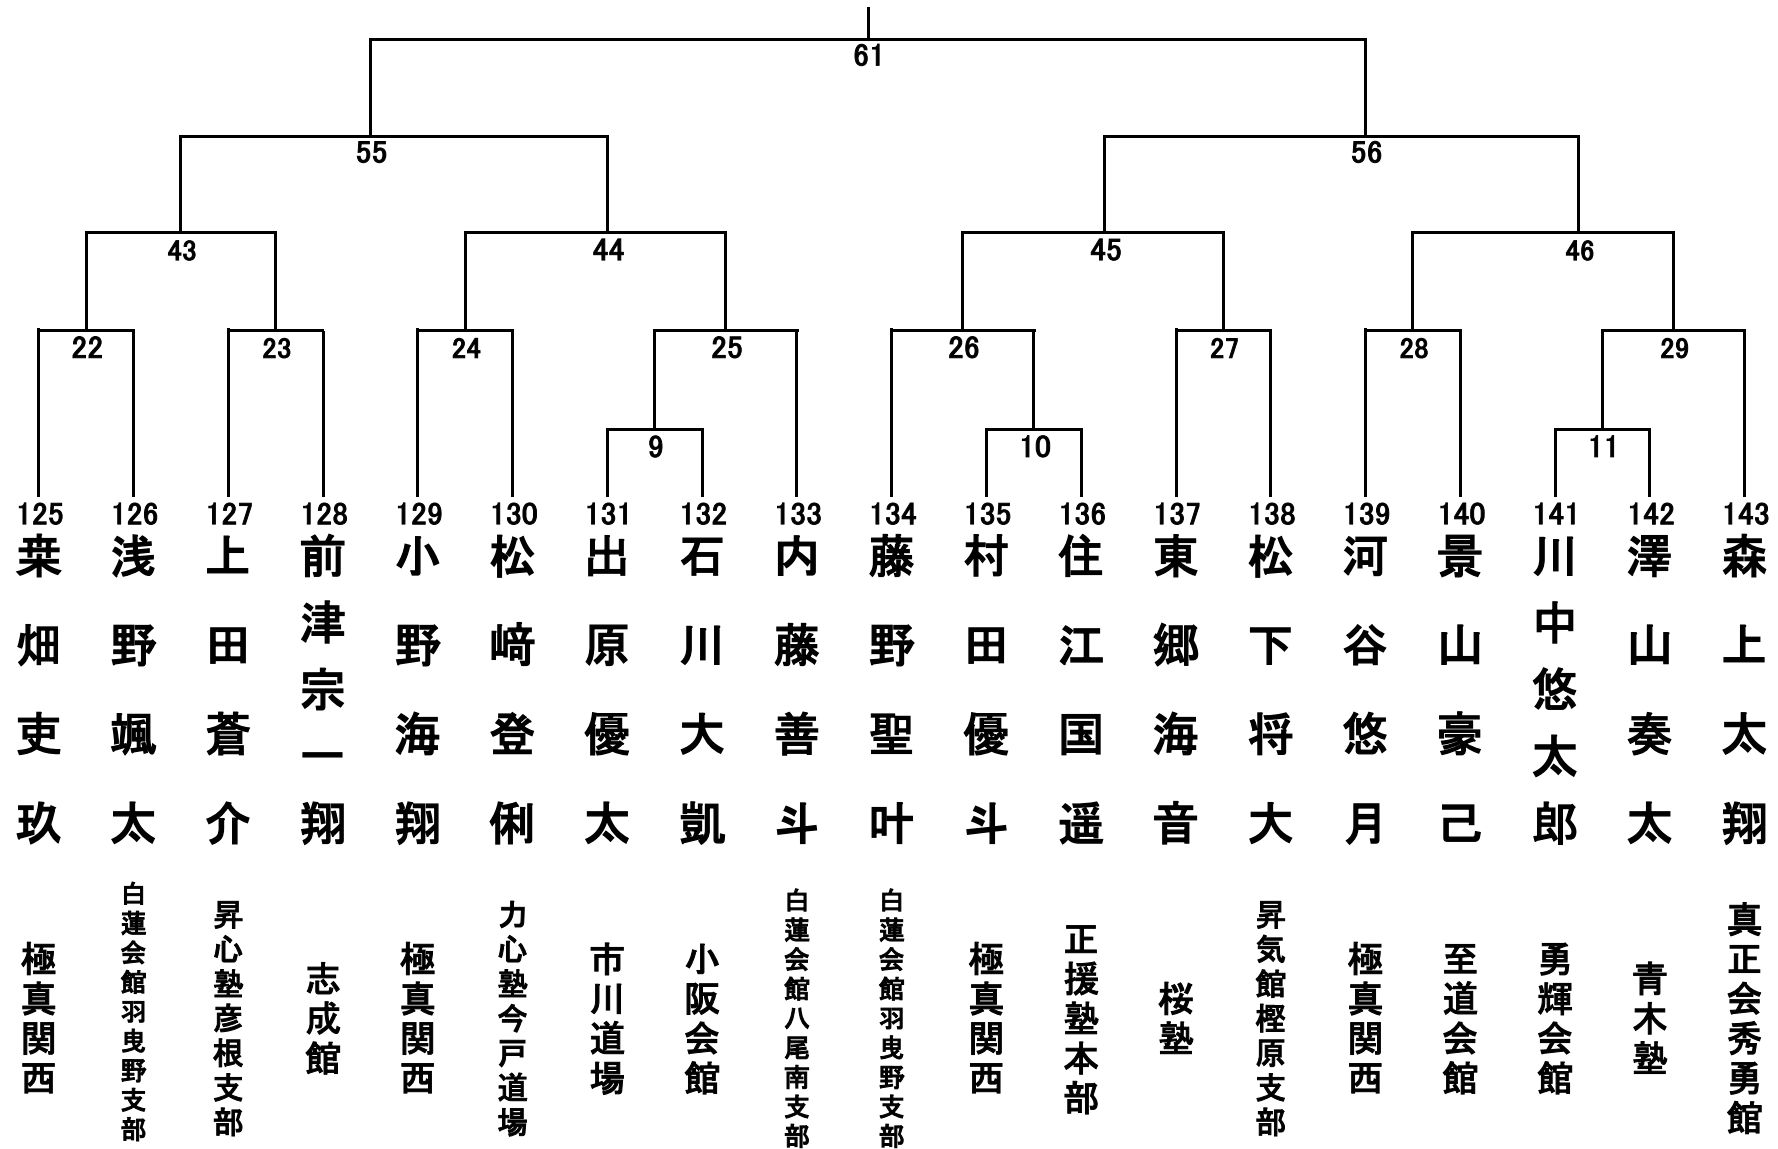 61
55
56
43
44
45
46
22
23
24
25
26
27
28
29
9
10
11
125
栞畑吏玖
極真関西
126
浅野颯太
白蓮会館羽曳野支部
127
上田蒼介
昇心塾彦根支部
128
前津宗一翔
志成館
129
小野海翔
極真関西
130
松﨑登俐
力心塾今戸道場
131
出原優太
市川道場
132
石川大凱
小阪会館
133
内藤善斗
白蓮会館八尾南支部
134
藤野聖叶
白蓮会館羽曳野支部
135
村田優斗
極真関西
136
住江国遥
正援塾本部
137
東郷海音
桜塾
138
松下将大
昇気館樫原支部
139
河谷悠月
極真関西
140
景山豪己
至道会館
141
川中悠太郎
勇輝会館
142
澤山奏太
青木塾
143
森上太翔
真正会秀勇館